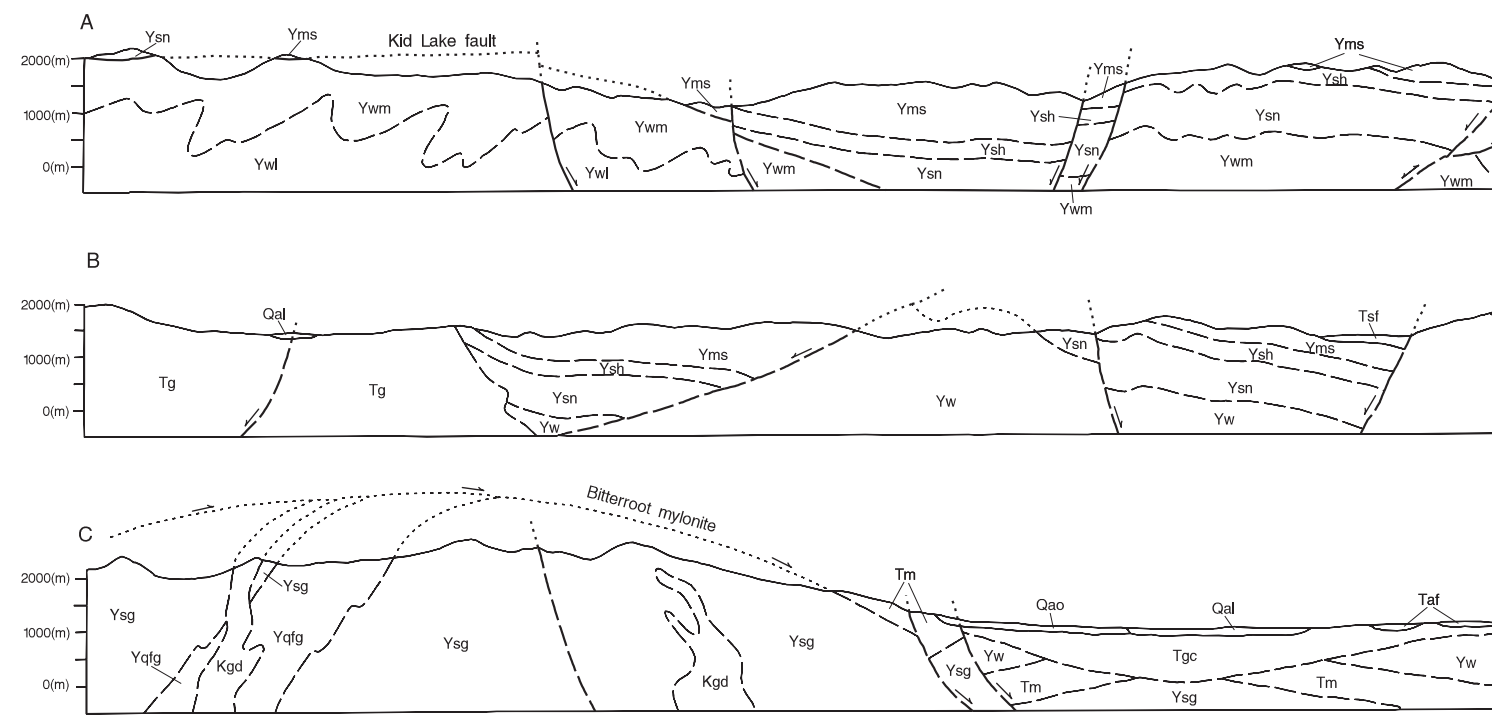 A
Ysn
Yms
Kid Lake fault
Yms
2000(m)
Yms
Yms
Ysh
1000(m)
Ywm
Yms
Ysh
Ysn
Ywm
Ysh
Ysn
Ywm
0(m)
Ywl
Ywl
Ywm
Ysn
Ywm
Ywm
B
2000(m)
Qal
Tsf
Ysn
Yms
Yms
Ysh
1000(m)
Ysh
Tg
Tg
Ysn
Yw
Ysn
0(m)
Yw
Yw
C
Bitterroot mylonite
2000(m)
Tm
Ysg
Qao
Qal
Taf
Ysg
1000(m)
Yqfg
Ysg
Ysg
Yqfg
Kgd
Ysg
Yw
Tgc
Yw
0(m)
Kgd
Tm
Ysg
Tm